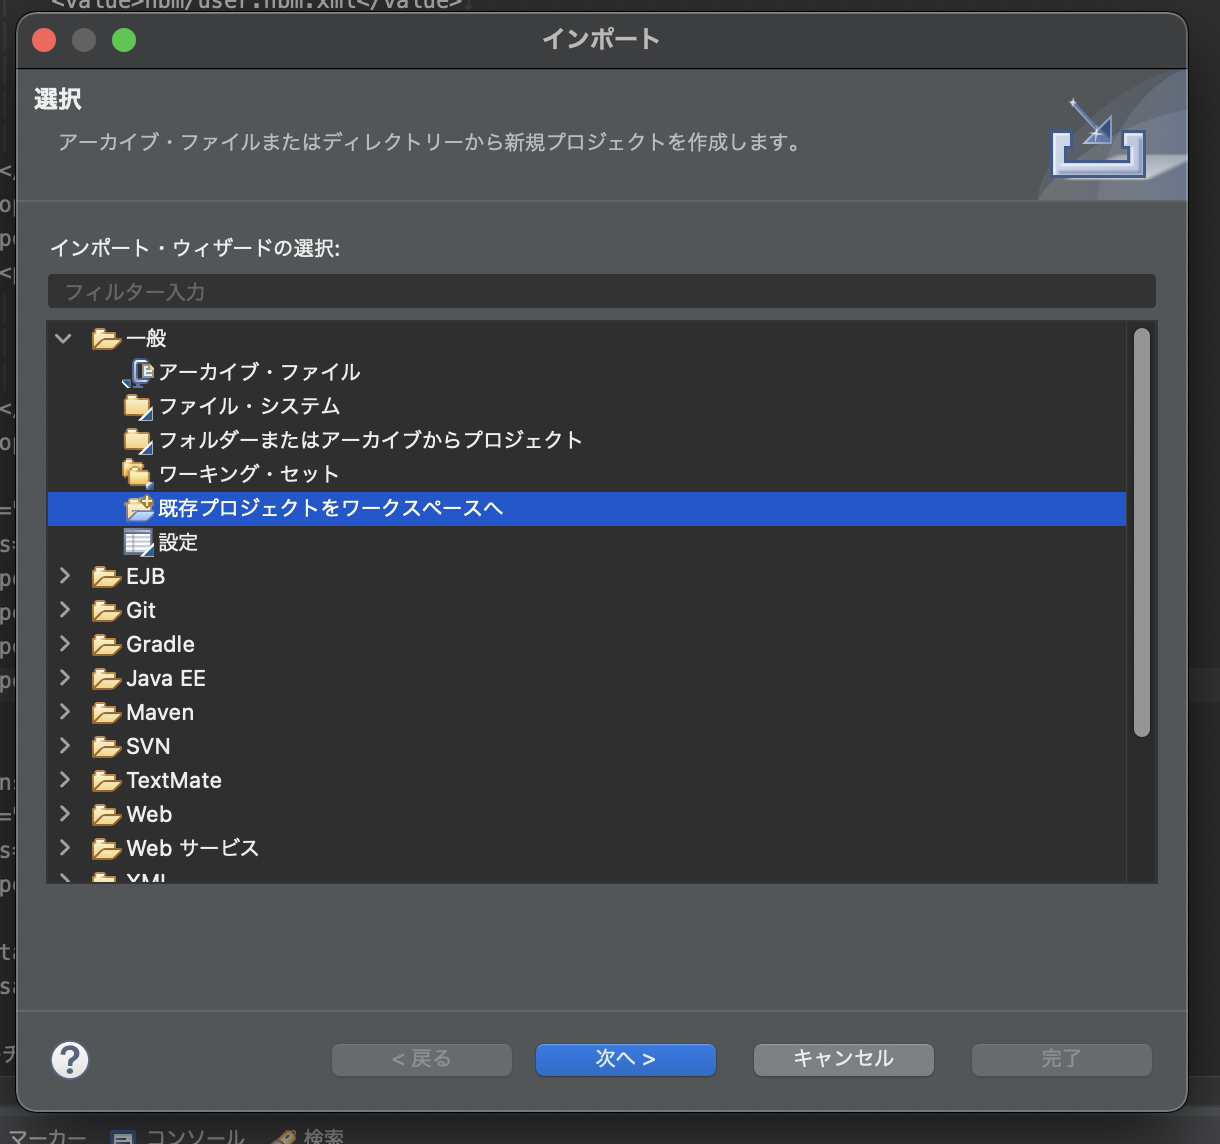 <value>hbm/user.hbm.xml</value>
インポート
選択
アーカイブ・ファイルまたはディレクトリーから新規プロジェクトを作成します。
インポート・ウィザードの選択:
フィルター入力
一般
アーカイブ・ファイル
ファイル・システム
フォルダーまたはアーカイブからプロジェクト
ワーキング・セット
既存プロジェクトをワークスペースへ
設定
EJB
Git
Gradle
Java EE
Maven
SVN
TextMate
Web
Web サービス
XML
?
< 戻る
次へ >
キャンセル
完了
マーカー
コンソール
検索